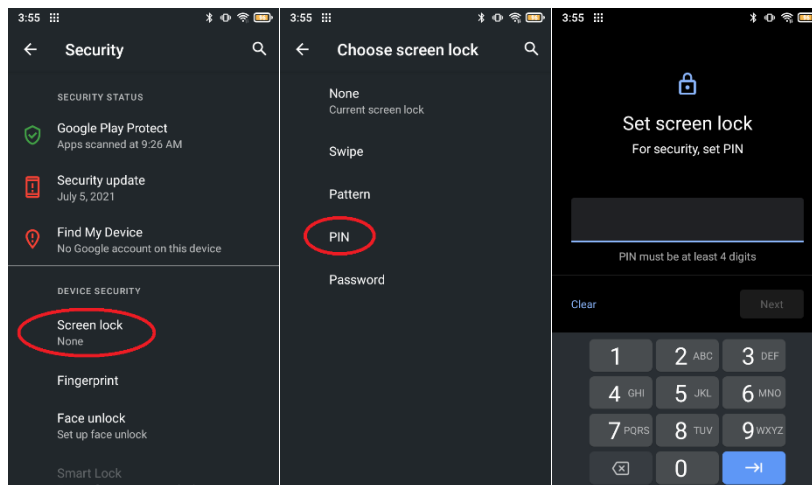 3:55
Security
SECURITY STATUS
Google Play Protect
Apps scanned at 9:26 AM
Security update
July 5, 2021
Find My Device
No Google account on this device
DEVICE SECURITY
Screen lock
None
Fingerprint
Face unlock
Set up face unlock
Smart Lock
3:55
Choose screen lock
None
Current screen lock
Swipe
Pattern
PIN
Password
3:55
Set screen lock
For security, set PIN
PIN must be at least 4 digits
Clear Next
1 2 ABC 3 DEF
4 GHI 5 JKL 6 MNO
7 PQRS 8 TUV 9 WXYZ
0